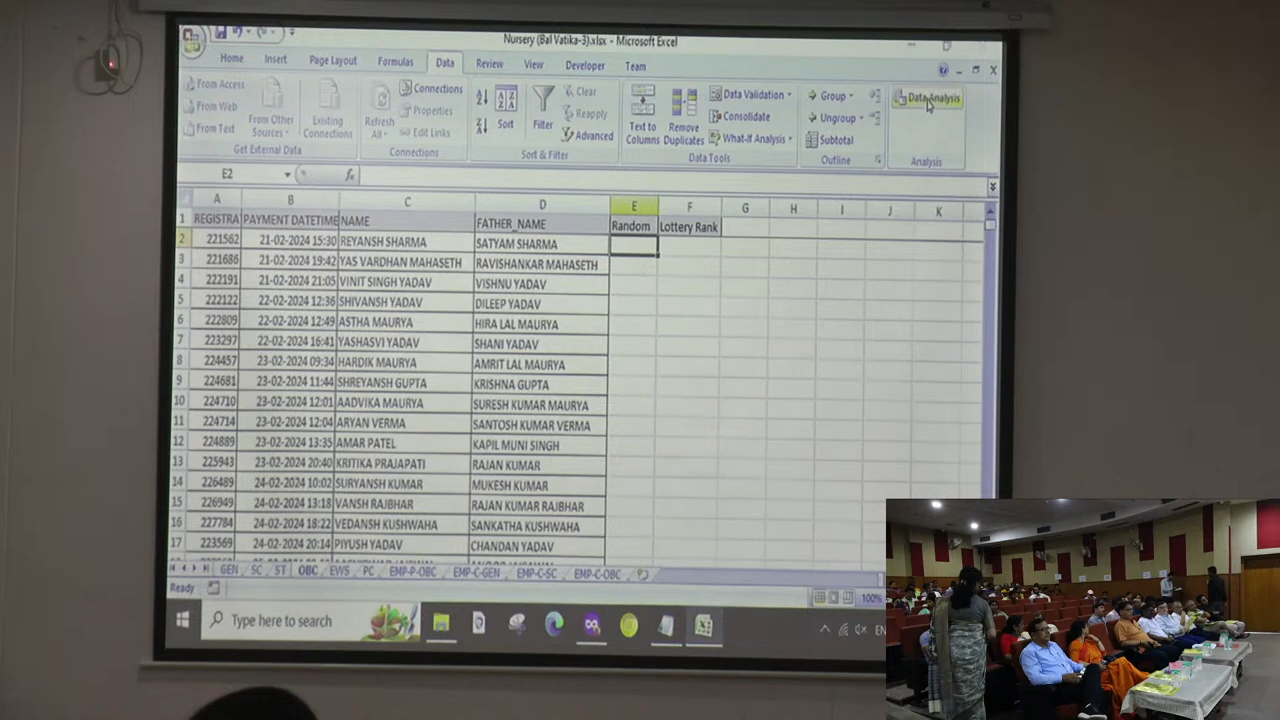 Nursery (Bal Vatika-3).xlsx - Microsoft Excel
Home Insert Page Layout Formulas Data Review View Developer Team
From Access
From Web
From Text
From Other Sources
Existing Connections
Get External Data
Refresh All
Connections
Properties
Edit Links
Connections
Sort
Filter
Clear
Reapply
Advanced
Sort & Filter
Text to Columns
Remove Duplicates
Data Validation
Consolidate
What-If Analysis
Data Tools
Group
Ungroup
Subtotal
Outline
Data Analysis
Analysis
E2 fx
A B C D E F G H I J K
1 REGISTRA PAYMENT DATETIME NAME FATHER_NAME Random Lottery Rank
2 221562 21-02-2024 15:30 REYANSH SHARMA SATYAM SHARMA
3 221686 21-02-2024 19:42 YAS VARDHAN MAHASETH RAVISHANKAR MAHASETH
4 222191 21-02-2024 21:05 VINIT SINGH YADAV VISHNU YADAV
5 222122 22-02-2024 12:36 SHIVANSH YADAV DILEEP YADAV
6 222809 22-02-2024 12:49 ASTHA MAURYA HIRA LAL MAURYA
7 223297 22-02-2024 16:41 YASHASVI YADAV SHANI YADAV
8 224457 23-02-2024 09:34 HARDIK MAURYA AMRIT LAL MAURYA
9 224681 23-02-2024 11:44 SHREYANSH GUPTA KRISHNA GUPTA
10 224710 23-02-2024 12:01 AADVIKA MAURYA SURESH KUMAR MAURYA
11 224714 23-02-2024 12:04 ARYAN VERMA SANTOSH KUMAR VERMA
12 224889 23-02-2024 13:35 AMAR PATEL KAPIL MUNI SINGH
13 225943 23-02-2024 20:40 KRITIKA PRAJAPATI RAJAN KUMAR
14 226489 24-02-2024 10:02 SURYANSH KUMAR MUKESH KUMAR
15 226949 24-02-2024 13:18 VANSH RAJBHAR RAJAN KUMAR RAJBHAR
16 227784 24-02-2024 18:22 VEDANSH KUSHWAHA SANKATHA KUSHWAHA
17 223569 24-02-2024 20:14 PIYUSH YADAV CHANDAN YADAV
GEN SC ST OBC EWS PC EMP-P-OBC EMP-C-GEN EMP-C-SC EMP-C-OBC
Ready 100%
Type here to search EN